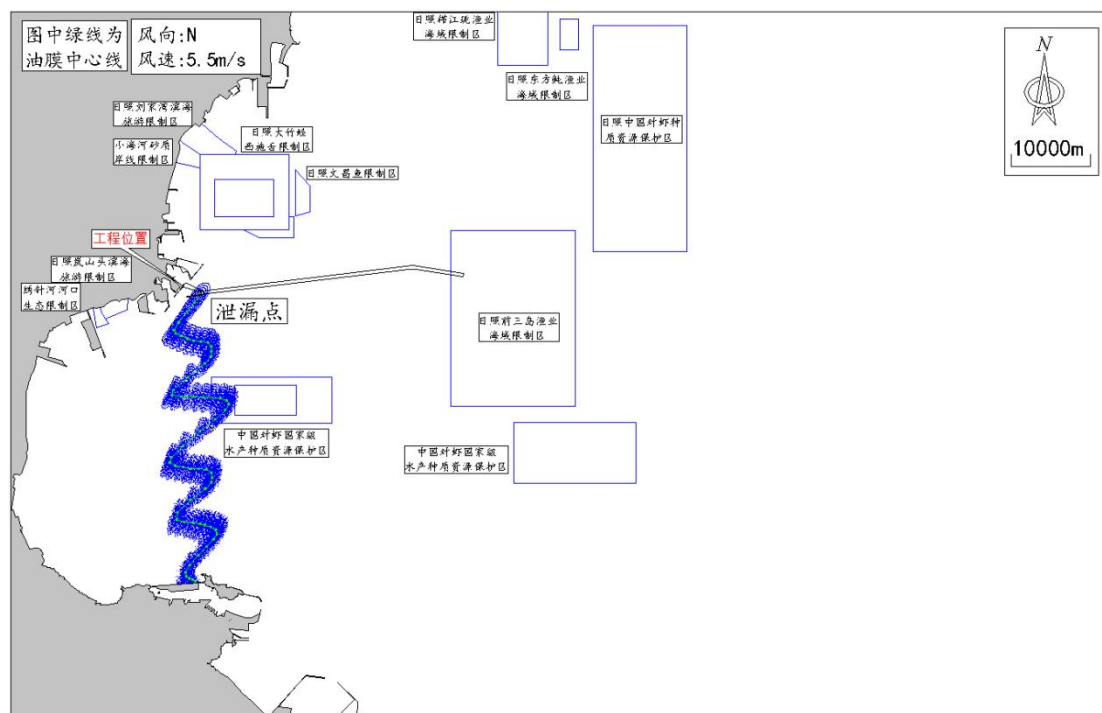 图中绿线为
油膜中心线
风向:N
风速:5.5m/s
日照刘家湾滨海
旅游限制区
小海河砂质
岸线限制区
日照大竹蛏
西施舌限制区
日照文昌鱼限制区
工程位置
日照岚山头滨海
旅游限制区
绣针河河口
生态限制区
泄漏点
中国对虾国家级
水产种质资源保护区
海域限制区
日照东方鲀渔业
海域限制区
日照中国对虾种
质资源保护区
日照前三岛渔业
海域限制区
中国对虾国家级
水产种质资源保护区
N
10000m